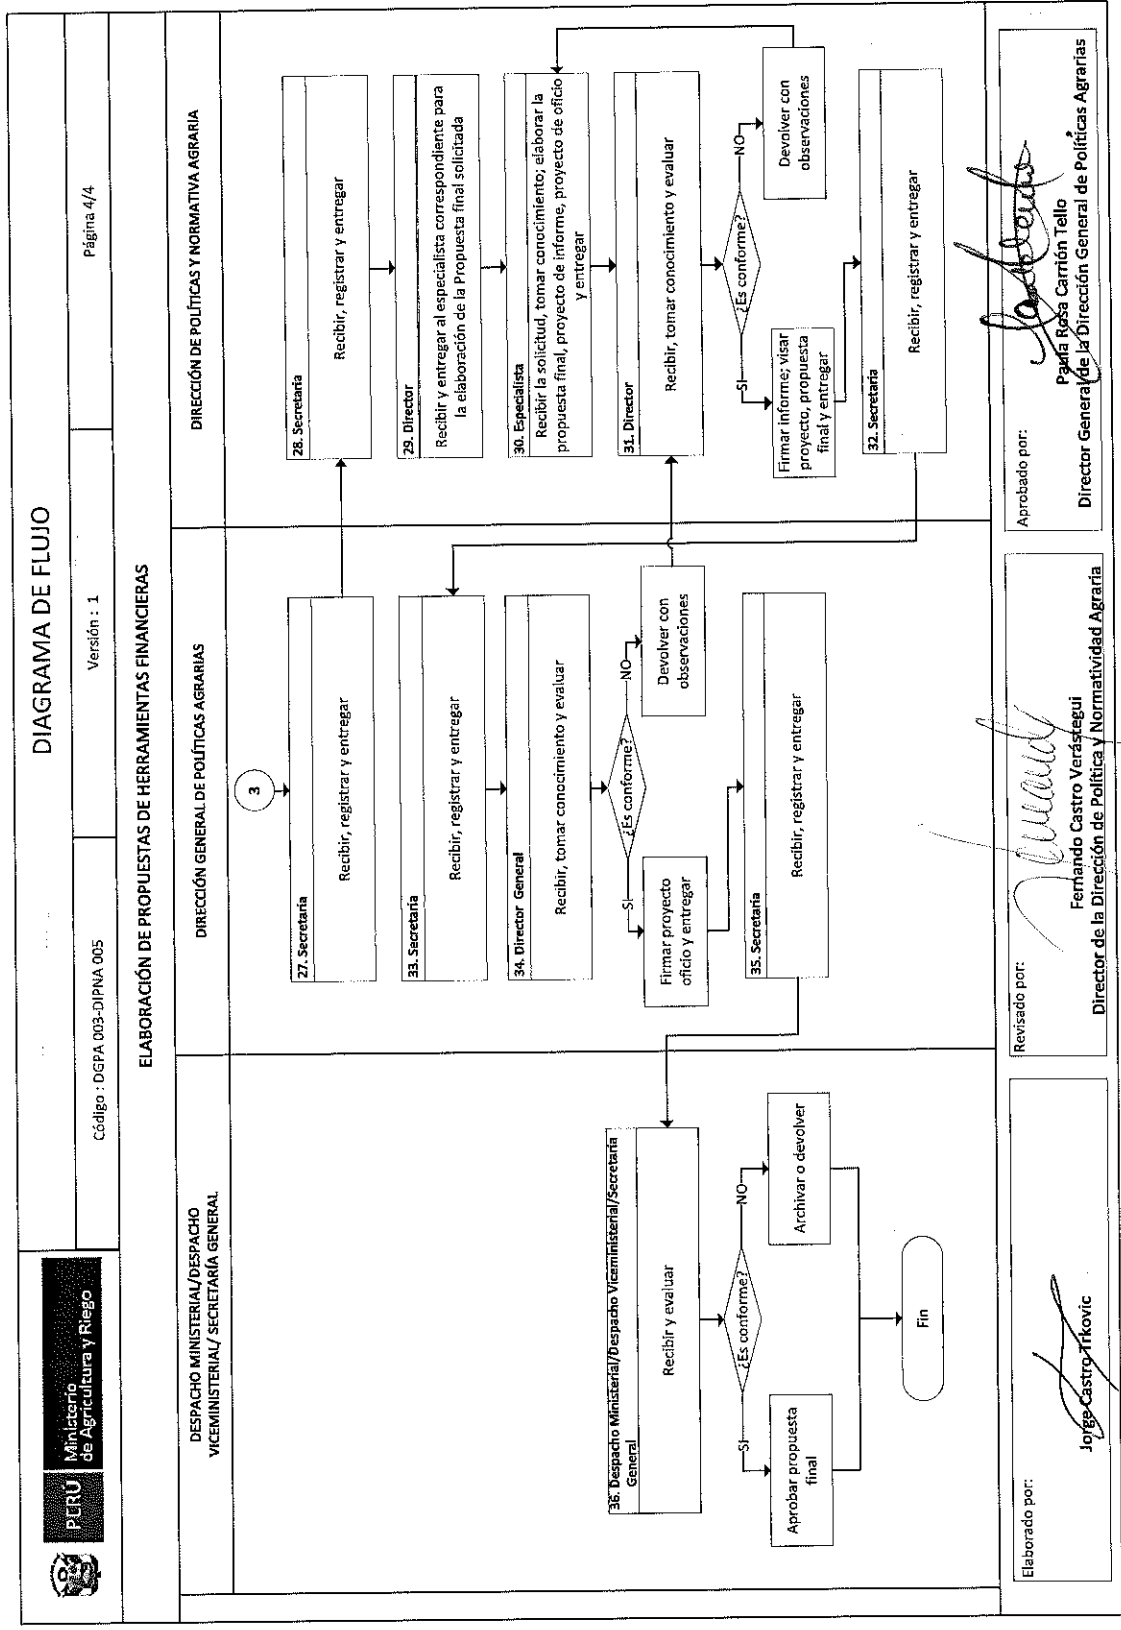 DIAGRAMA DE FLUJO
PERÚ
Ministerio
de Agricultura y Riego
Código : DGPA 003-DIPNA 005
Versión : 1
Página 4/4
ELABORACIÓN DE PROPUESTAS DE HERRAMIENTAS FINANCIERAS
DESPACHO MINISTERIAL/DESPACHO
VICEMINISTERIAL/ SECRETARÍA GENERAL
DIRECCIÓN GENERAL DE POLÍTICAS AGRARIAS
DIRECCIÓN DE POLÍTICAS Y NORMATIVA AGRARIA
3
27. Secretaria
Recibir, registrar y entregar
28. Secretaria
Recibir, registrar y entregar
29. Director
Recibir y entregar al especialista correspondiente para
la elaboración de la Propuesta final solicitada
30. Especialista
Recibir la solicitud, tomar conocimiento; elaborar la
propuesta final, proyecto de informe, proyecto de oficio
y entregar
31. Director
Recibir, tomar conocimiento y evaluar
¿Es conforme?
SI
NO
Firmar informe; visar
proyecto, propuesta
final y entregar
Devolver con
observaciones
32. Secretaria
Recibir, registrar y entregar
33. Secretaria
Recibir, registrar y entregar
34. Director General
Recibir, tomar conocimiento y evaluar
¿Es conforme?
SI
NO
Firmar proyecto
oficio y entregar
Devolver con
observaciones
35. Secretaria
Recibir, registrar y entregar
36. Despacho Ministerial/Despacho Viceministerial/Secretaría
General
Recibir y evaluar
¿Es conforme?
SI
NO
Aprobar propuesta
final
Archivar o devolver
Fin
Elaborado por:
Jorge Castro Trkovic
Revisado por:
Fernando Castro Verástegui
Director de la Dirección de Política y Normatividad Agraria
Aprobado por:
Paula Rosa Carrión Tello
Director General de la Dirección General de Políticas Agrarias